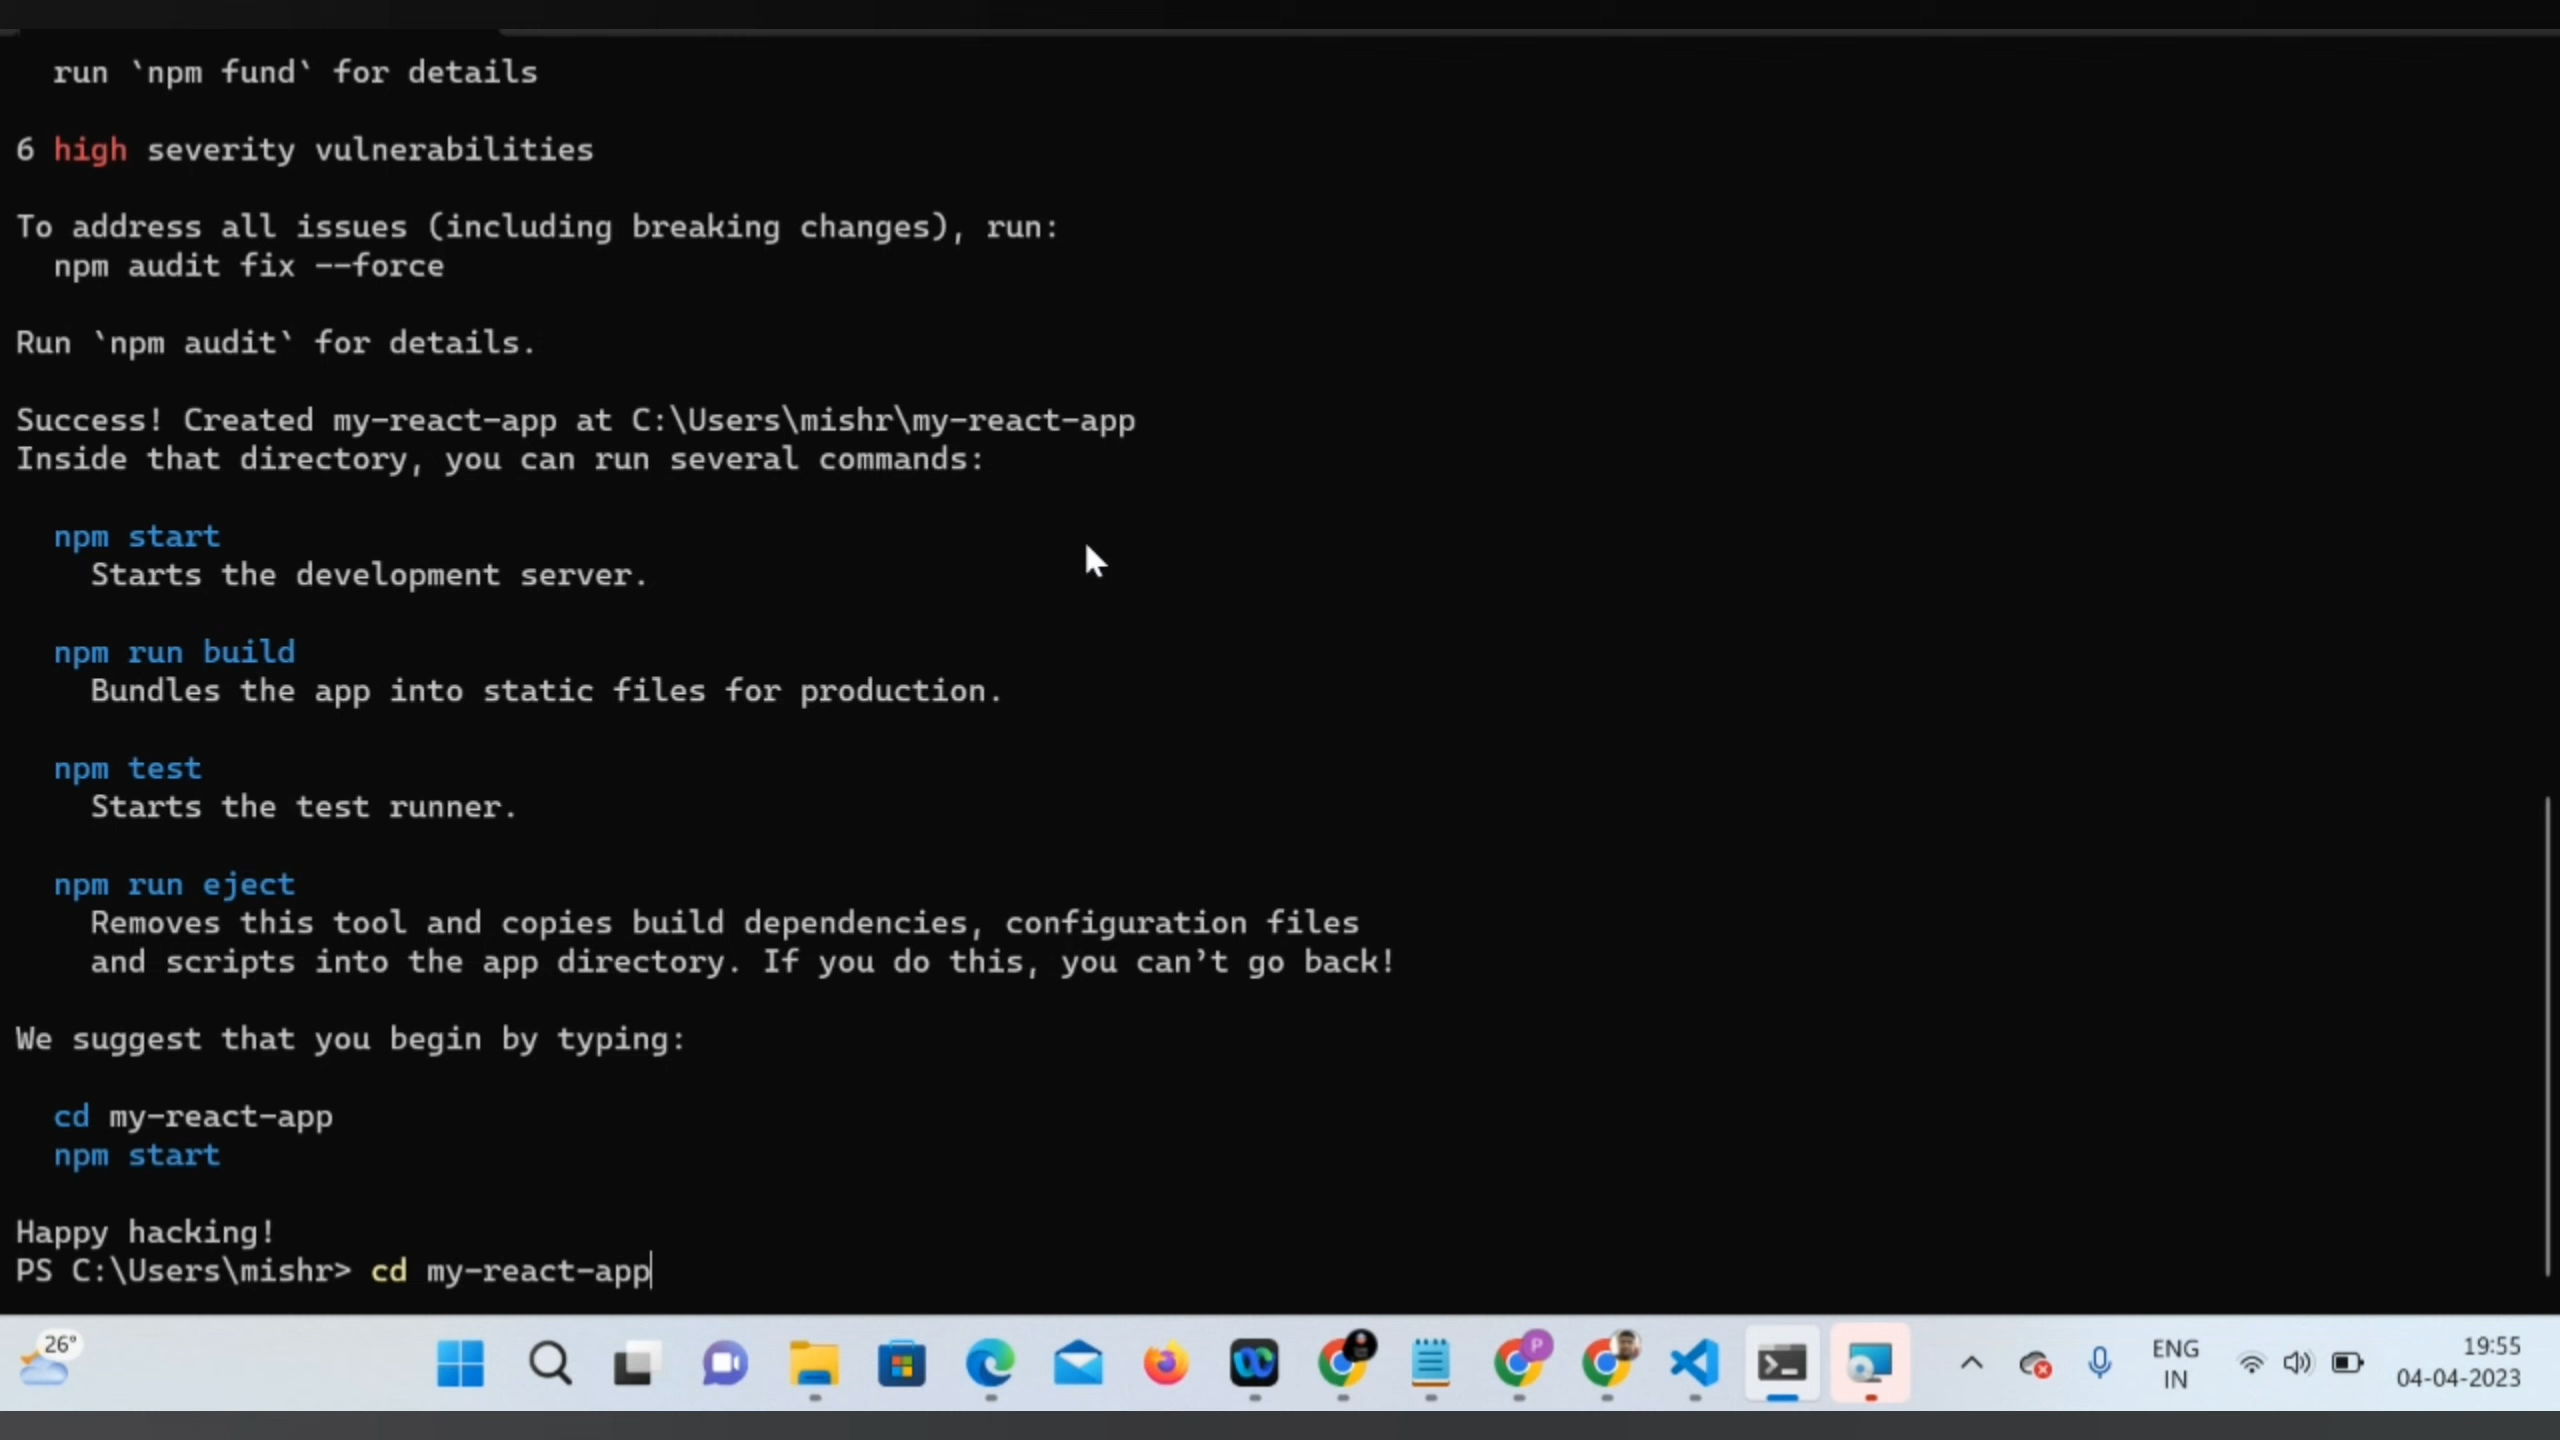 run `npm fund` for details
6 high severity vulnerabilities
To address all issues (including breaking changes), run:
npm audit fix --force
Run `npm audit` for details.
Success! Created my-react-app at C:\Users\mishr\my-react-app
Inside that directory, you can run several commands:
npm start
Starts the development server.
npm run build
Bundles the app into static files for production.
npm test
Starts the test runner.
npm run eject
Removes this tool and copies build dependencies, configuration files
and scripts into the app directory. If you do this, you can’t go back!
We suggest that you begin by typing:
cd my-react-app
npm start
Happy hacking!
PS C:\Users\mishr> cd my-react-app
26°
P
ENG
IN
19:55
04-04-2023